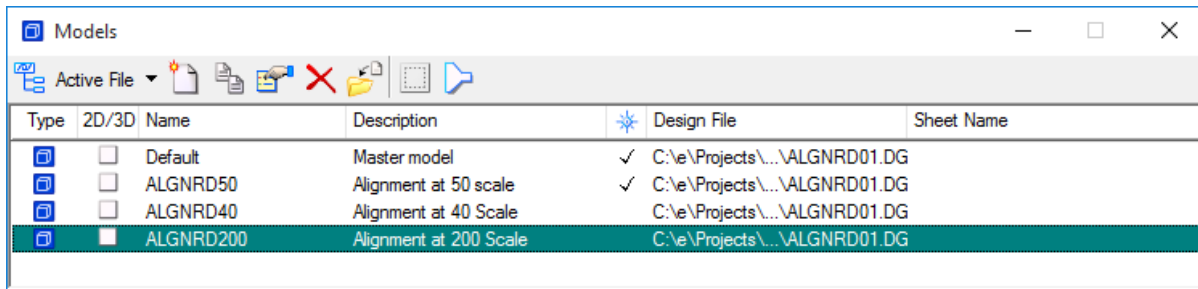 Models
Active File
Type 2D/3D Name Description Design File Sheet Name
Default Master model C:\e\Projects\...\ALGNRD01.DG
ALGNRD50 Alignment at 50 scale C:\e\Projects\...\ALGNRD01.DG
ALGNRD40 Alignment at 40 Scale C:\e\Projects\...\ALGNRD01.DG
ALGNRD200 Alignment at 200 Scale C:\e\Projects\...\ALGNRD01.DG